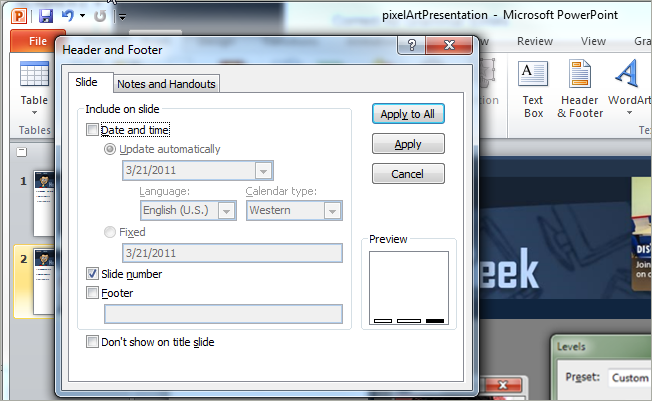 pixelArtPresentation - Microsoft PowerPoint
File
Review
View
Table
Text
Box
Header
& Footer
WordArt
Tables
Header and Footer
Slide
Notes and Handouts
Include on slide
Date and time
Update automatically
3/21/2011
Language:
Calendar type:
English (U.S.)
Western
Fixed
3/21/2011
Slide number
Footer
Don't show on title slide
Apply to All
Apply
Cancel
Preview
1
2
eek
DIS
Join
Levels
Preset: Custom